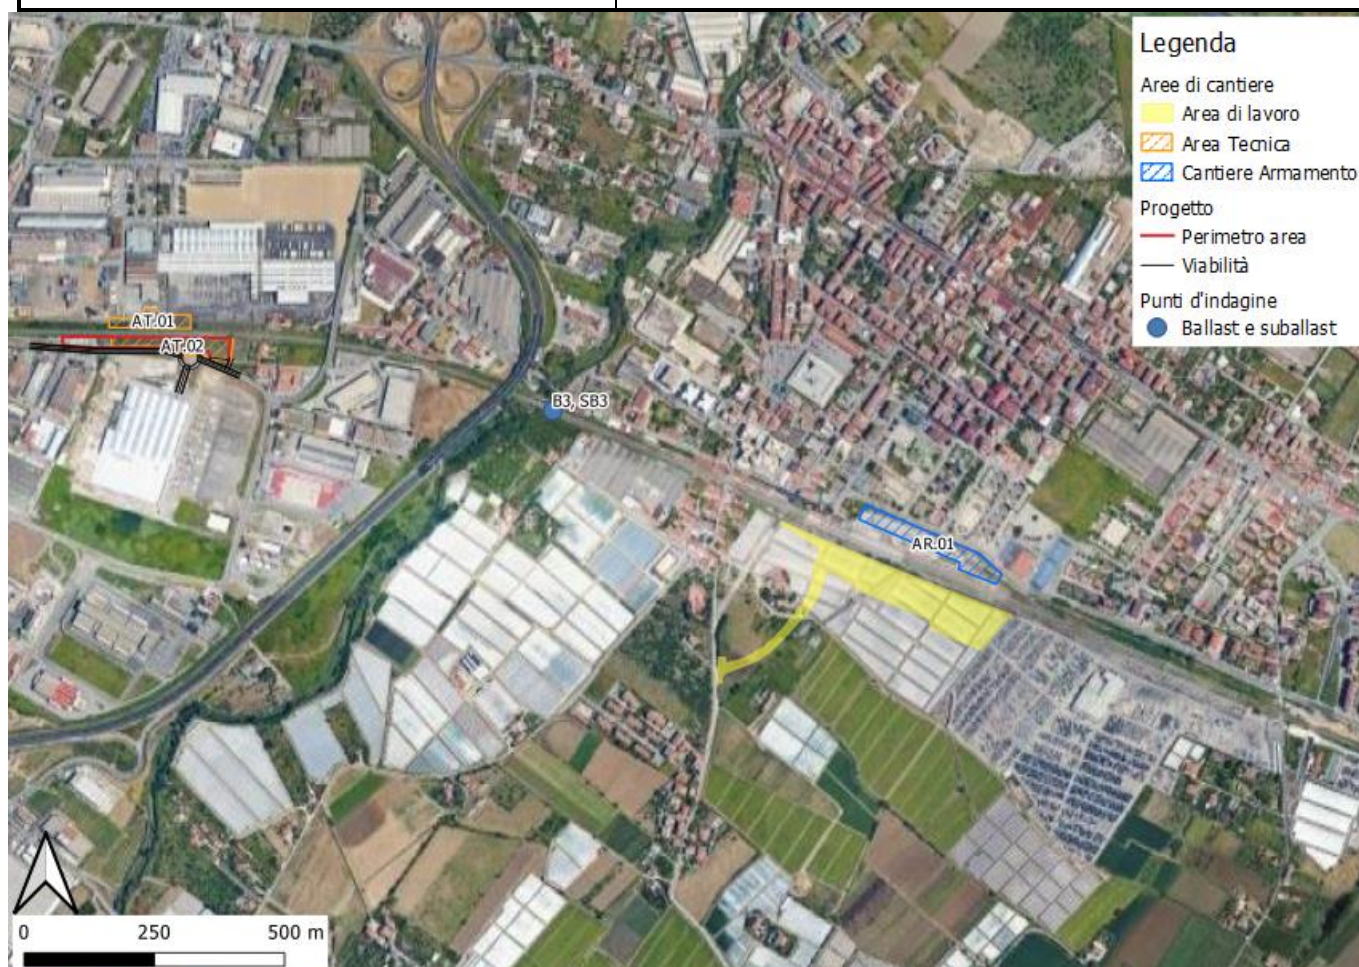 Legenda
Aree di cantiere
Area di lavoro
Area Tecnica
Cantiere Armamento
Progetto
Perimetro area
Viabilità
Punti d'indagine
Ballast e suballast
AT.01
AT.02
B3, SB3
AR.01
0 250 500 m